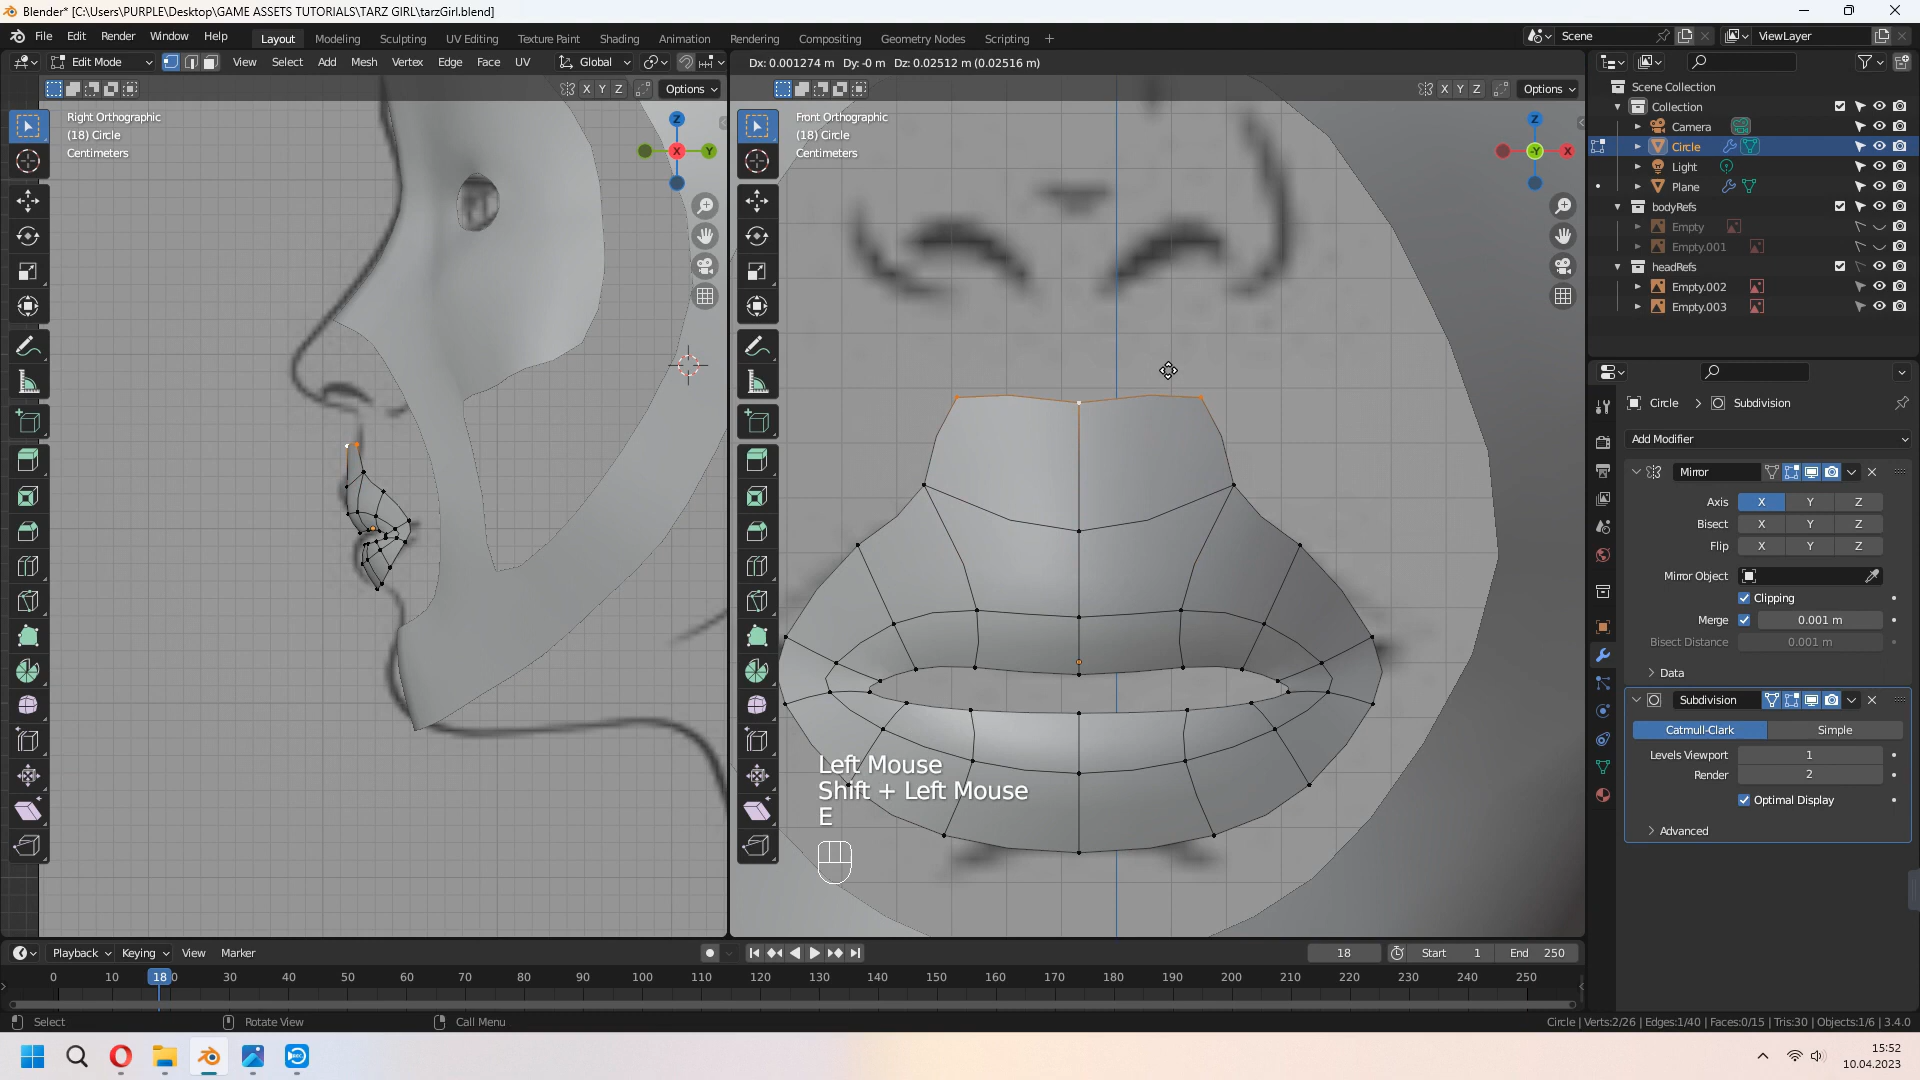 Blender* [C:\Users\PURPLE\Desktop\GAME ASSETS TUTORIALS\TARZ GIRL\tarzGirl.blend]
File Edit Render Window Help Layout Modeling Sculpting UV Editing Texture Paint Shading Animation Rendering Compositing Geometry Nodes Scripting + Scene ViewLayer
Edit Mode View Select Add Mesh Vertex Edge Face UV Global Dx: 0.001274 m Dy: -0 m Dz: 0.02512 m (0.02516 m)
X Y Z Options X Y Z Options
Right Orthographic
(18) Circle
Centimeters
Z
X
Y
Front Orthographic
(18) Circle
Centimeters
Z
-Y
X
Left Mouse
Shift + Left Mouse
E
Scene Collection
Collection
Camera
Circle
Light
Plane
bodyRefs
Empty
Empty.001
headRefs
Empty.002
Empty.003
Circle > Subdivision
Add Modifier
Mirror
Axis X Y Z
Bisect X Y Z
Flip X Y Z
Mirror Object
Clipping
Merge 0.001 m
Bisect Distance 0.001 m
Data
Subdivision
Catmull-Clark Simple
Levels Viewport 1
Render 2
Optimal Display
Advanced
Playback Keying View Marker 18 Start 1 End 250
0 10 18 0 30 40 50 60 70 80 90 100 110 120 130 140 150 160 170 180 190 200 210 220 230 240 250
Select Rotate View Call Menu Circle | Verts:2/26 | Edges:1/40 | Faces:0/15 | Tris:30 | Objects:1/6 | 3.4.0
15:52
10.04.2023